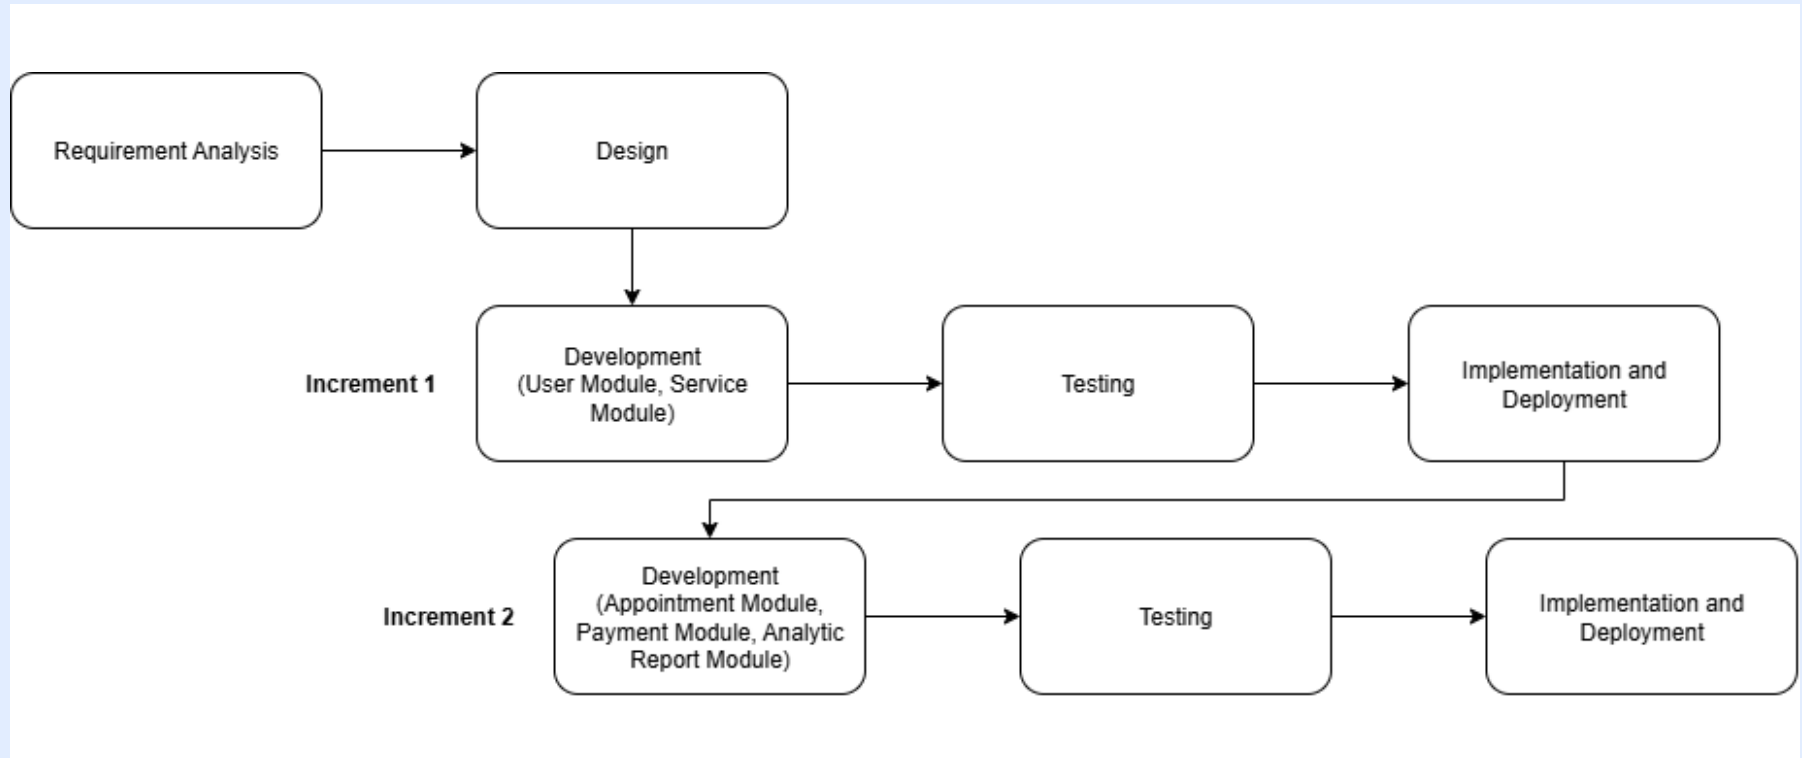 Requirement Analysis
Design
Increment 1
Development
(User Module, Service
Module)
Testing
Implementation and
Deployment
Increment 2
Development
(Appointment Module,
Payment Module, Analytic
Report Module)
Testing
Implementation and
Deployment